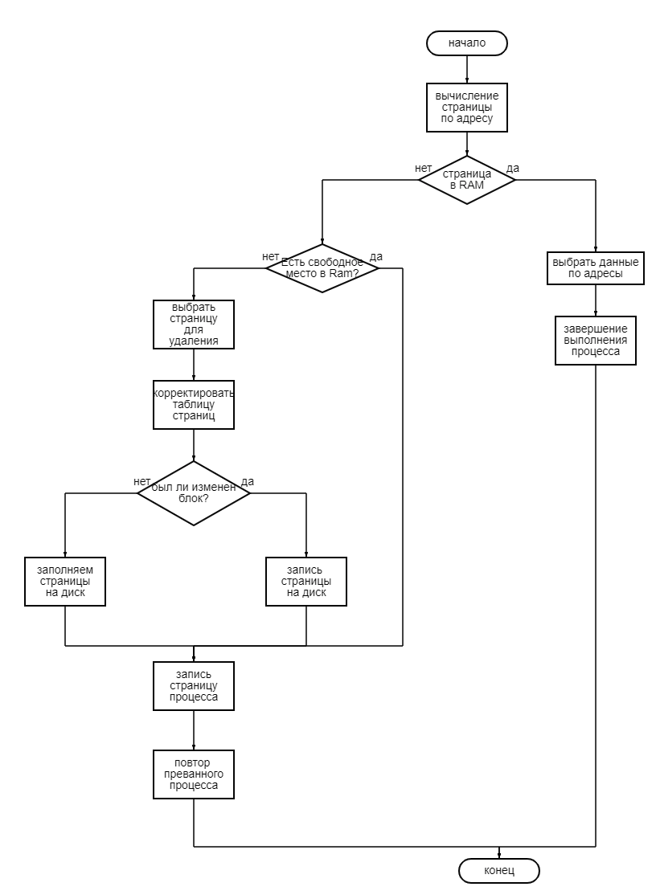 начало
вычисление
страницы
по адресу
нет
да
страница
в RAM
нет
да
Есть свободное
место в Ram?
выбрать данные
по адресы
выбрать
страницу
для
удаления
завершение
выполнения
процесса
корректировать
таблицу
страниц
нет
да
был ли изменен
блок?
заполняем
страницы
на диск
запись
страницы
на диск
запись
страницу
процесса
повтор
преванного
процесса
конец